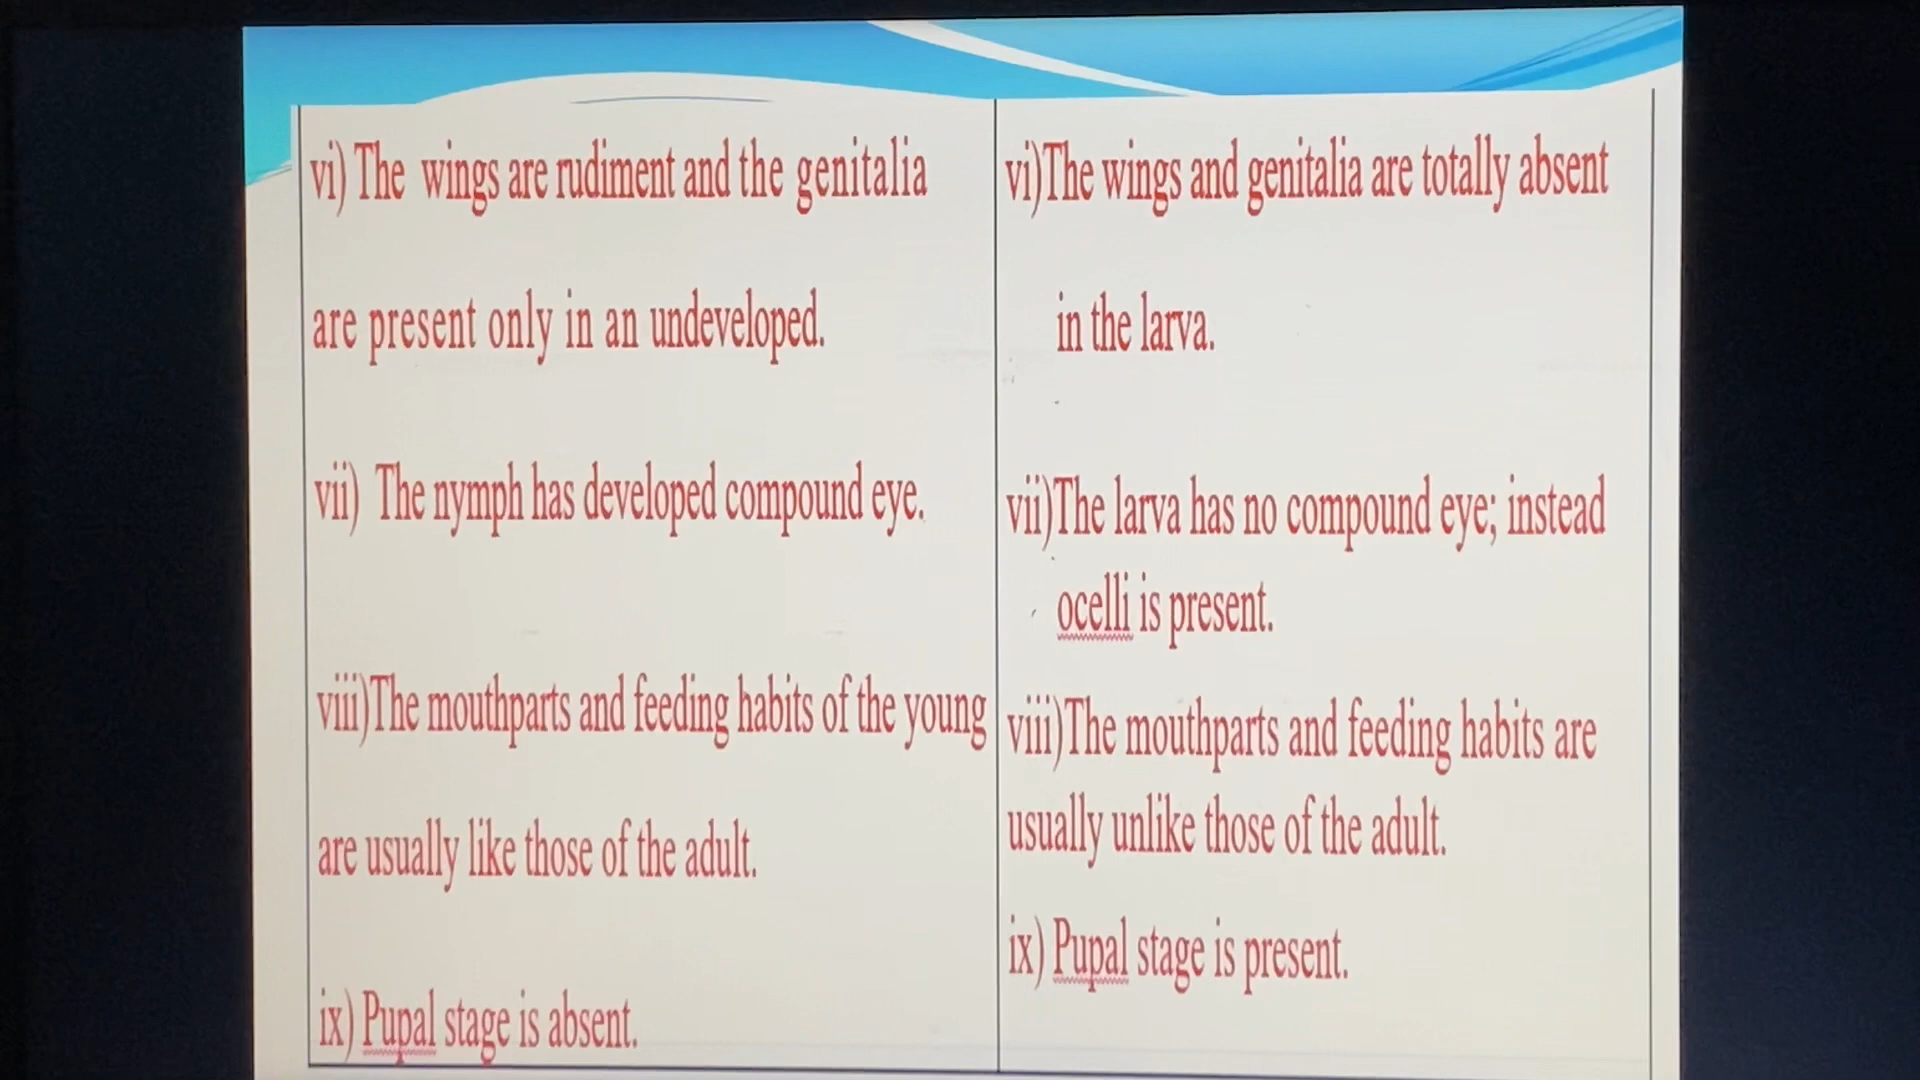 vi) The wings are rudiment and the genitalia
are present only in an undeveloped.
vii) The nymph has developed compound eye.
viii)The mouthparts and feeding habits of the young
are usually like those of the adult.
ix) Pupal stage is absent.
vi)The wings and genitalia are totally absent
in the larva.
vii)The larva has no compound eye; instead
ocelli is present.
viii)The mouthparts and feeding habits are
usually unlike those of the adult.
ix) Pupal stage is present.